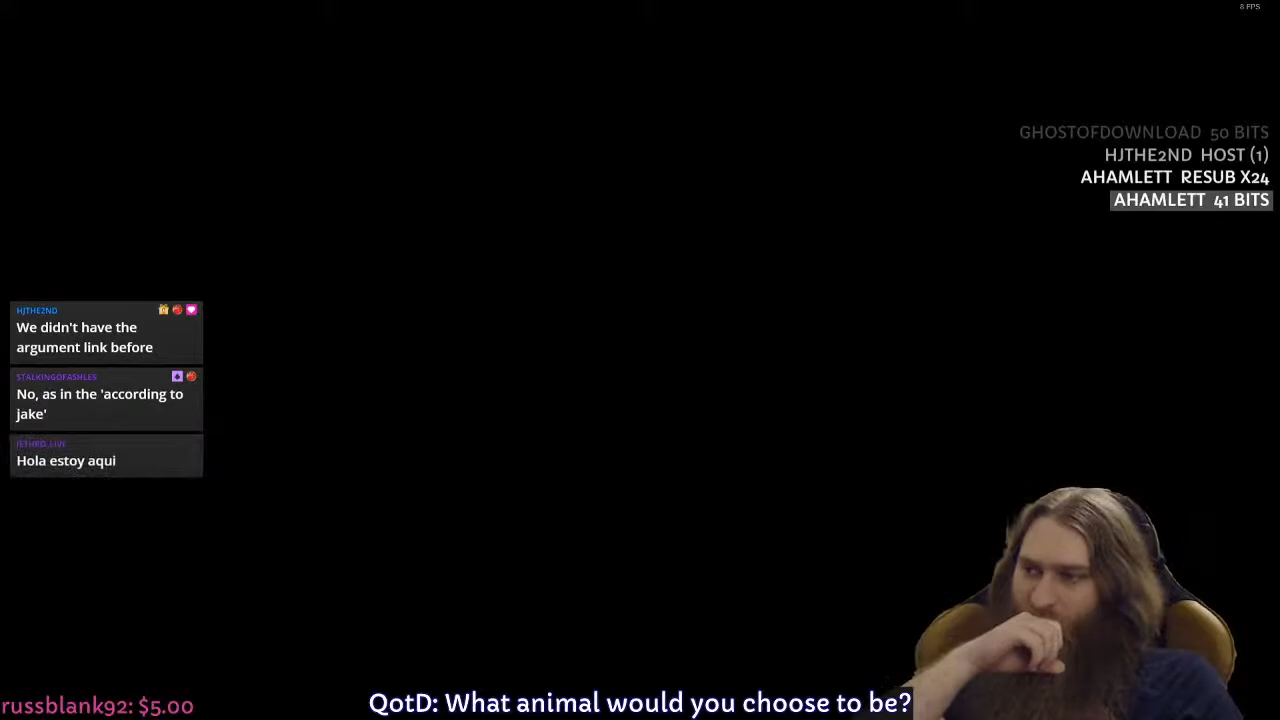 8 FPS
GHOSTOFDOWNLOAD 50 BITS
HJTHE2ND HOST (1)
AHAMLETT RESUB X24
AHAMLETT 41 BITS
HJTHE2ND
We didn't have the
argument link before
STALKINGOFASHLES
No, as in the 'according to
jake'
Hola estoy aqui
russblank92: $5.00
QotD: What animal would you choose to be?